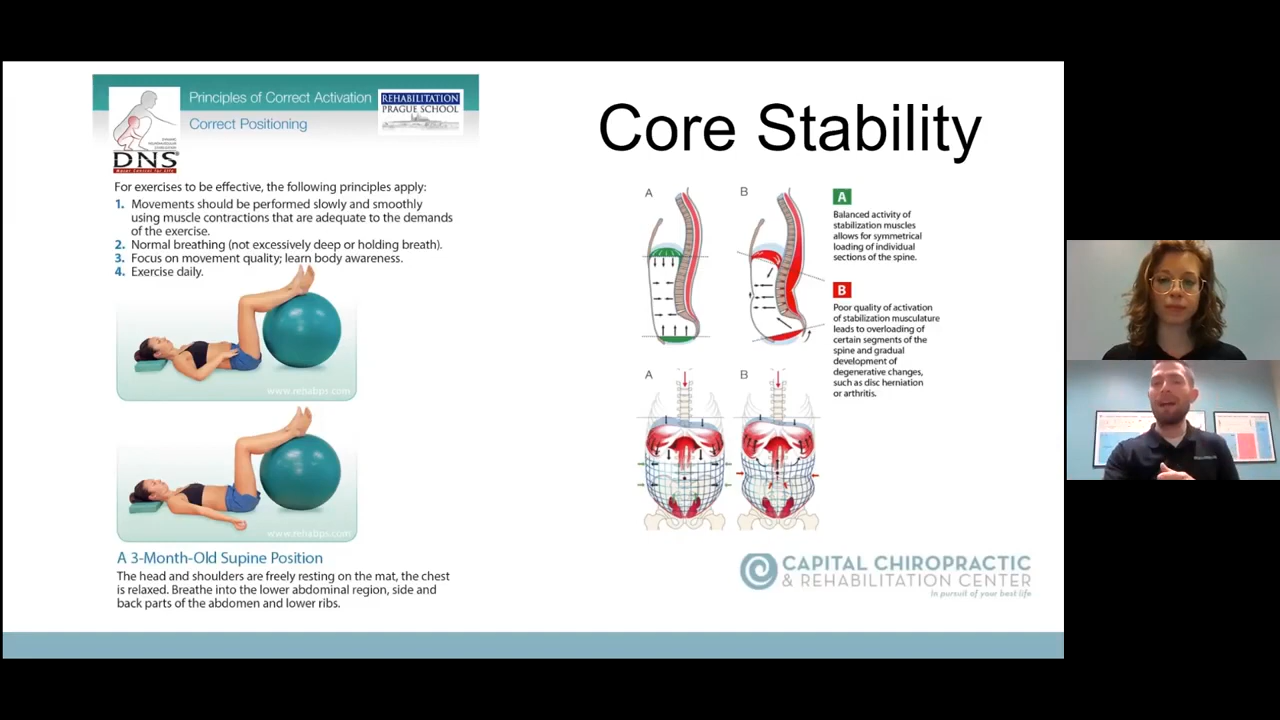 Principles of Correct Activation
Correct Positioning
REHABILITATION
PRAGUE SCHOOL
DNS
For exercises to be effective, the following principles apply:
1. Movements should be performed slowly and smoothly
using muscle contractions that are adequate to the demands
of the exercise.
2. Normal breathing (not excessively deep or holding breath).
3. Focus on movement quality; learn body awareness.
4. Exercise daily.
www.rehabps.com
www.rehabps.com
A 3-Month-Old Supine Position
The head and shoulders are freely resting on the mat, the chest
is relaxed. Breathe into the lower abdominal region, side and
back parts of the abdomen and lower ribs.
Core Stability
A
B
A
Balanced activity of
stabilization muscles
allows for symmetrical
loading of individual
sections of the spine.
B
Poor quality of activation
of stabilization musculature
leads to overloading of
certain segments of the
spine and gradual
development of
degenerative changes,
such as disc herniation
or arthritis.
A
B
CAPITAL CHIROPRACTIC
& REHABILITATION CENTER
in pursuit of your best life